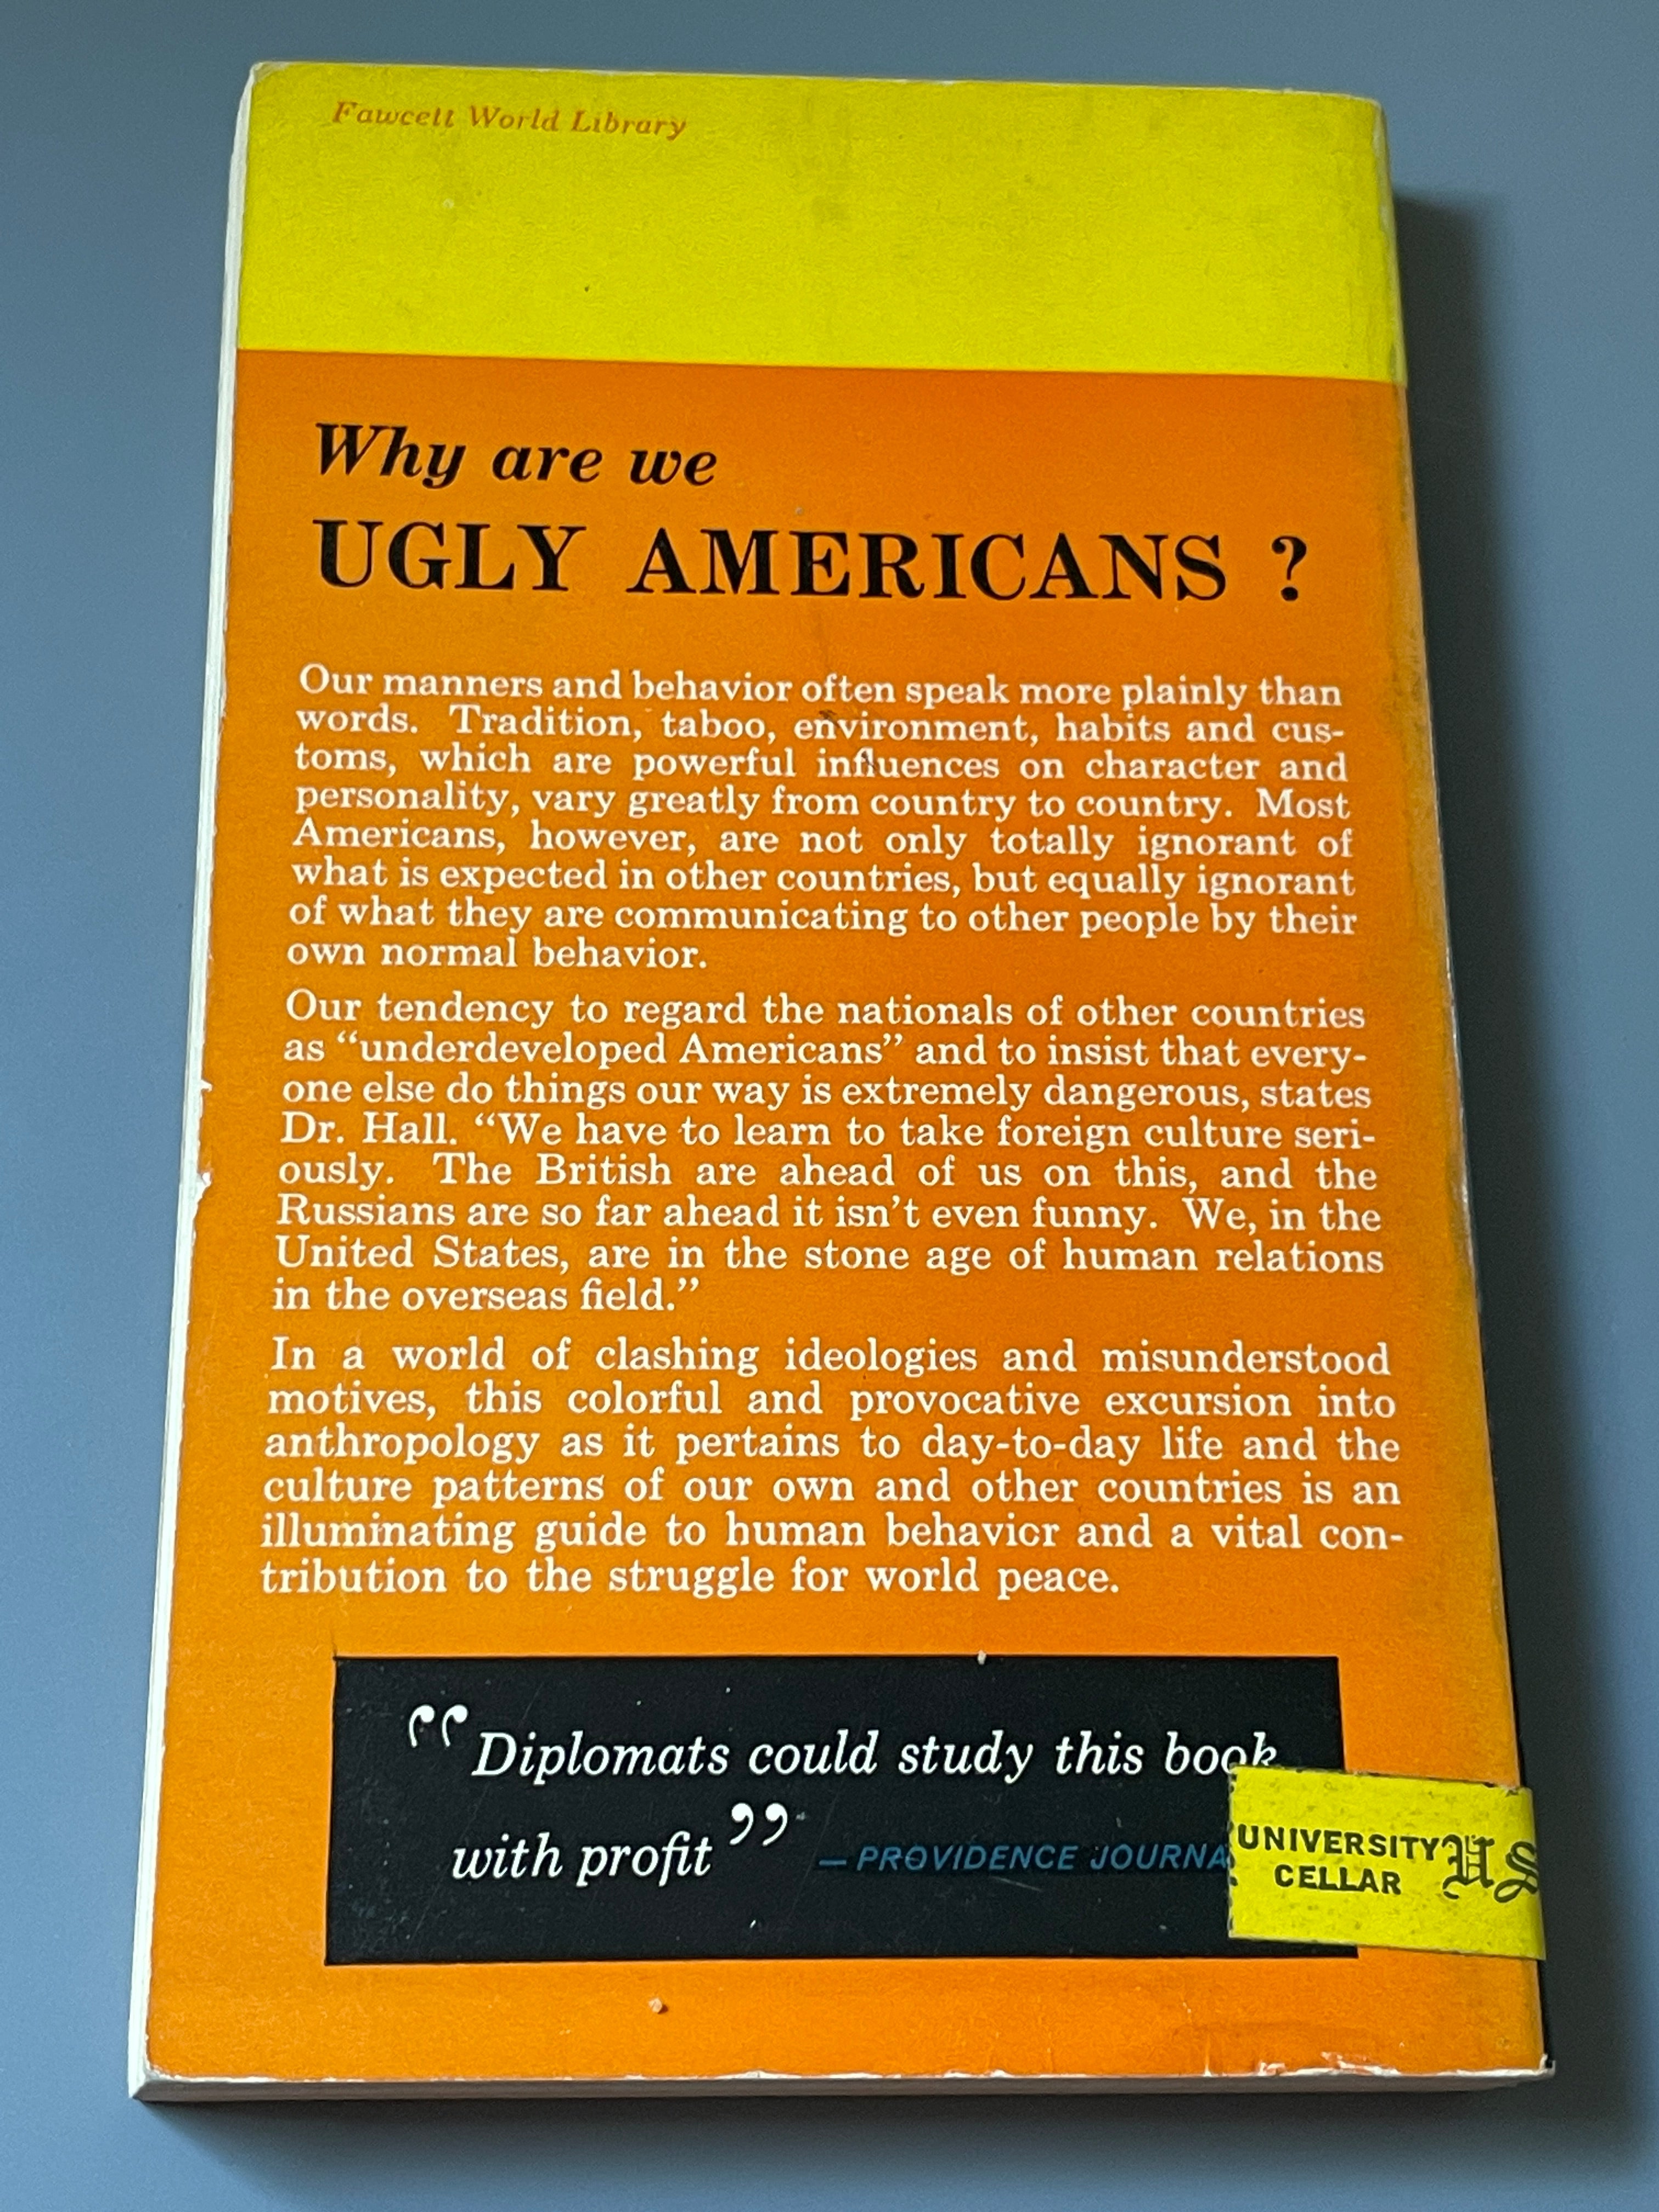 Fawcett World Library
Why are we
UGLY AMERICANS ?
Our manners and behavior often speak more plainly than
words. Tradition, taboo, environment, habits and cus-
toms, which are powerful influences on character and
personality, vary greatly from country to country. Most
Americans, however, are not only totally ignorant of
what is expected in other countries, but equally ignorant
of what they are communicating to other people by their
own normal behavior.
Our tendency to regard the nationals of other countries
as “underdeveloped Americans” and to insist that every-
one else do things our way is extremely dangerous, states
Dr. Hall. “We have to learn to take foreign culture seri-
ously. The British are ahead of us on this, and the
Russians are so far ahead it isn’t even funny. We, in the
United States, are in the stone age of human relations
in the overseas field.”
In a world of clashing ideologies and misunderstood
motives, this colorful and provocative excursion into
anthropology as it pertains to day-to-day life and the
culture patterns of our own and other countries is an
illuminating guide to human behavior and a vital con-
tribution to the struggle for world peace.
“Diplomats could study this book
with profit” — PROVIDENCE JOURNA
UNIVERSITY
CELLAR
US